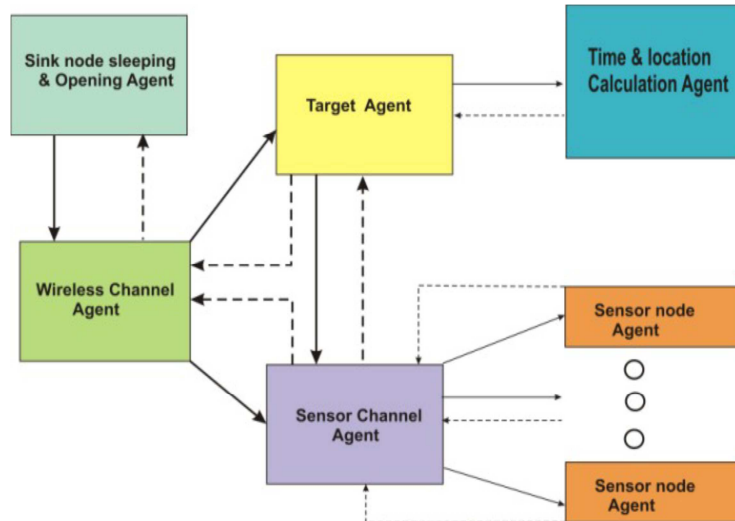 Sink node sleeping
& Opening Agent
Target Agent
Time & location
Calculation Agent
Wireless Channel
Agent
Sensor node
Agent
Sensor Channel
Agent
Sensor node
Agent